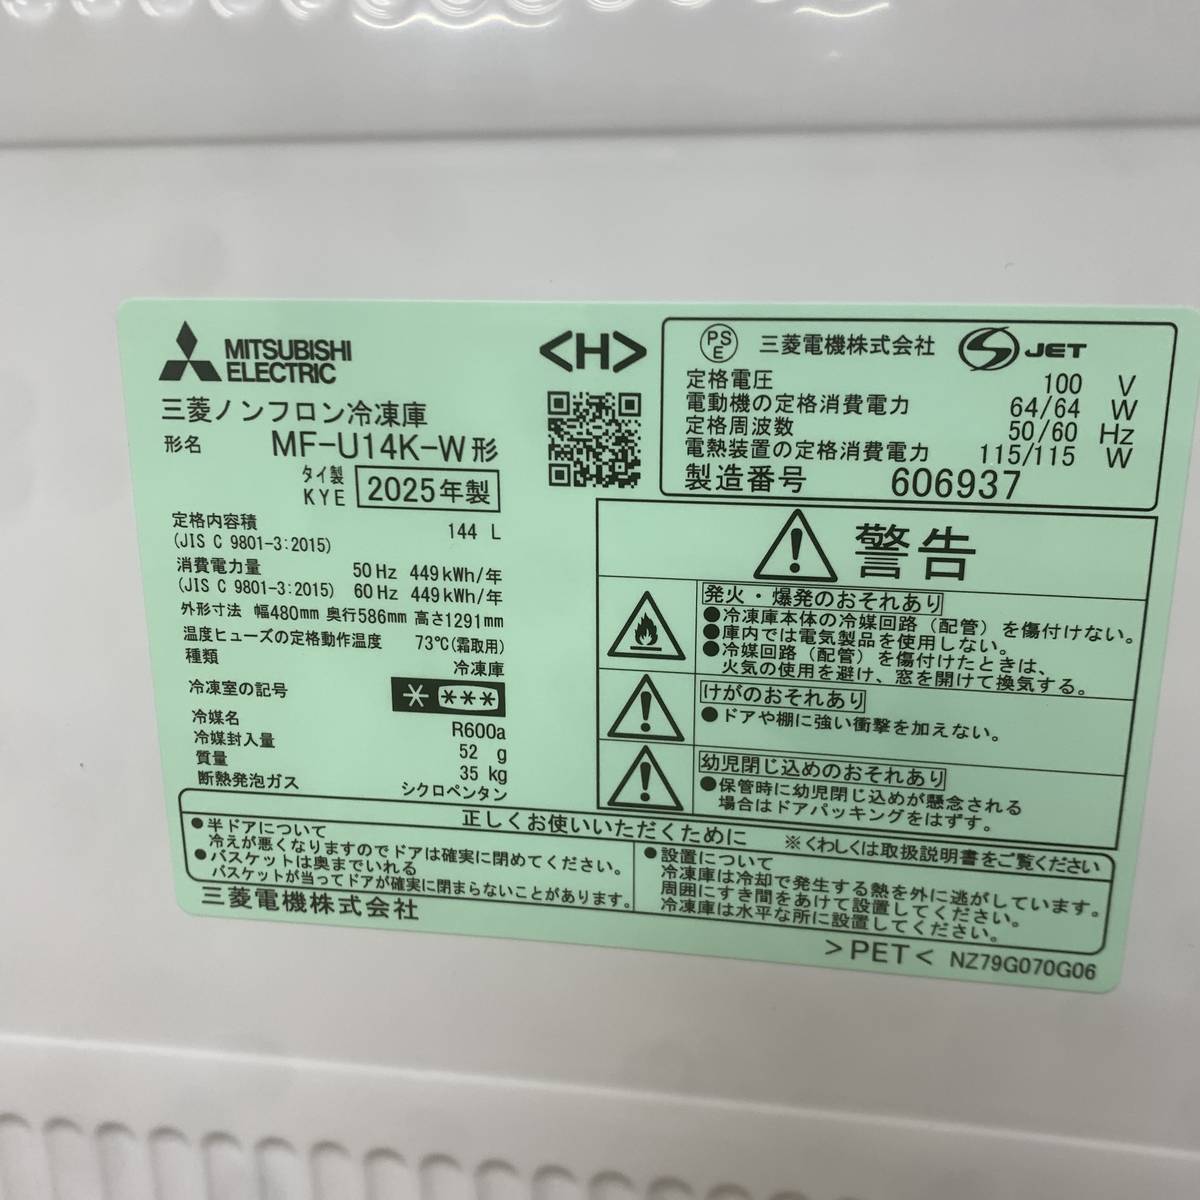 MITSUBISHI
ELECTRIC
三菱ノンフロン冷凍庫
形名 MF-U14K-W形
タイ製
KYE 2025年製
定格内容積 144 L
(JIS C 9801-3:2015)
消費電力量 50Hz 449kWh/年
(JIS C 9801-3:2015) 60Hz 449kWh/年
外形寸法 幅480mm 奥行586mm 高さ1291mm
温度ヒューズの定格動作温度 73℃(霜取用)
種類 冷凍庫
冷凍室の記号 * ***
冷媒名 R600a
冷媒封入量 52 g
質量 35 kg
断熱発泡ガス シクロペンタン
<H>
PSE 三菱電機株式会社 S JET
定格電圧 100 V
電動機の定格消費電力 64/64 W
定格周波数 50/60 Hz
電熱装置の定格消費電力 115/115 W
製造番号 606937
警告
発火・爆発のおそれあり
●冷凍庫本体の冷媒回路(配管)を傷付けない。
●庫内では電気製品を使用しない。
●冷媒回路(配管)を傷付けたときは、
火気の使用を避け、窓を開けて換気する。
けがのおそれあり
●ドアや棚に強い衝撃を加えない。
幼児閉じ込めのおそれあり
●保管時に幼児閉じ込めが懸念される
場合はドアパッキングをはずす。
正しくお使いいただくために ※くわしくは取扱説明書をご覧ください
●半ドアについて
冷えが悪くなりますのでドアは確実に閉めてください。
●バスケットは奥までいれる
バスケットが当ってドアが確実に閉まらないことがあります。
●設置について
冷凍庫は冷却で発生する熱を外に逃がしています。
周囲にすき間をあけて設置してください。
冷凍庫は水平な所に設置してください。
三菱電機株式会社
>PET< NZ79G070G06